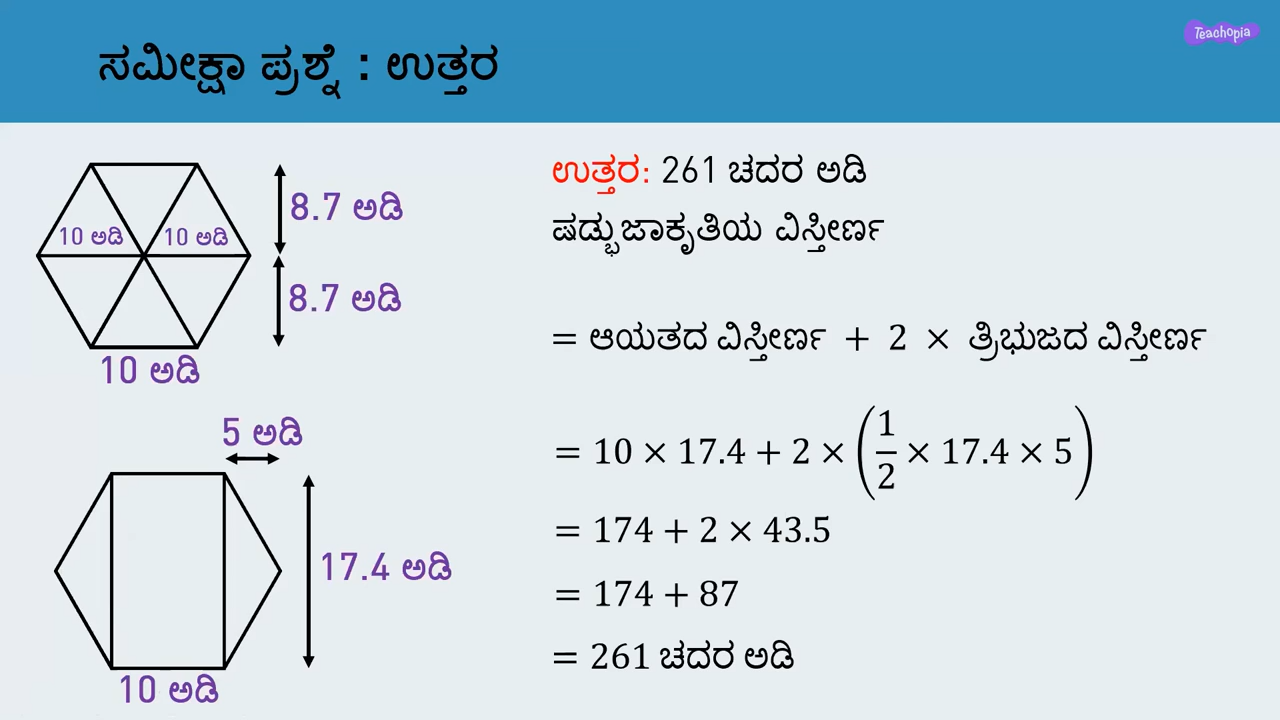 Teachopia
ಸಮೀಕ್ಷಾ ಪ್ರಶ್ನೆ : ಉತ್ತರ
10 ಅಡಿ
10 ಅಡಿ
8.7 ಅಡಿ
8.7 ಅಡಿ
10 ಅಡಿ
5 ಅಡಿ
17.4 ಅಡಿ
10 ಅಡಿ
ಉತ್ತರ: 261 ಚದರ ಅಡಿ
ಷಡ್ಭುಜಾಕೃತಿಯ ವಿಸ್ತೀರ್ಣ
= ಆಯತದ ವಿಸ್ತೀರ್ಣ + 2 × ತ್ರಿಭುಜದ ವಿಸ್ತೀರ್ಣ
= 10 × 17.4 + 2 × (1/2 × 17.4 × 5)
= 174 + 2 × 43.5
= 174 + 87
= 261 ಚದರ ಅಡಿ